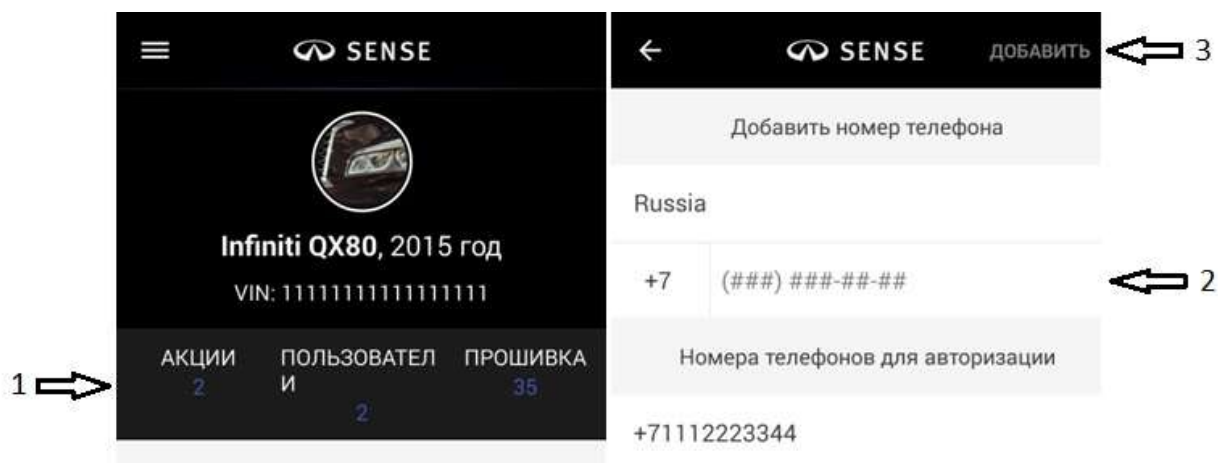 SENSE
Infiniti QX80, 2015 год
VIN: 11111111111111111
АКЦИИ ПОЛЬЗОВАТЕЛ ПРОШИВКА
2 И 35
2
1
SENSE ДОБАВИТЬ
3
Добавить номер телефона
Russia
+7 (###) ###-##-##
2
Номера телефонов для авторизации
+71112223344